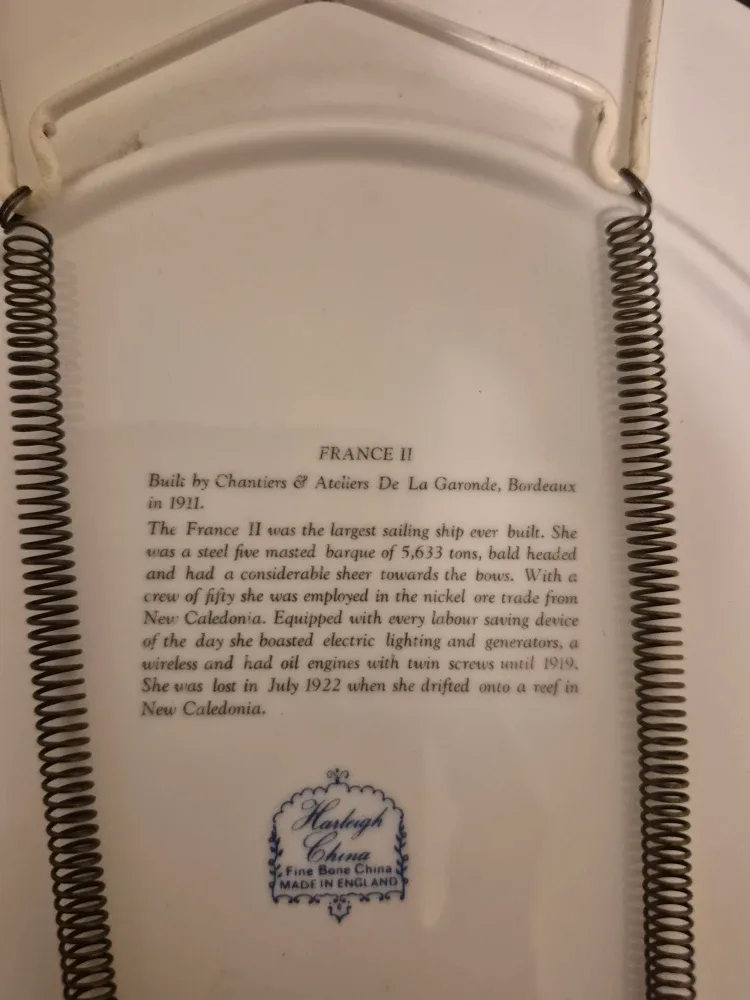 FRANCE II
Built by Chantiers & Ateliers De La Garonde, Bordeaux
in 1911.
The France II was the largest sailing ship ever built. She
was a steel five masted barque of 5,633 tons, bald headed
and had a considerable sheer towards the bows. With a
crew of fifty she was employed in the nickel ore trade from
New Caledonia. Equipped with every labour saving device
of the day she boasted electric lighting and generators, a
wireless and had oil engines with twin screws until 1919.
She was lost in July 1922 when she drifted onto a reef in
New Caledonia.
Harleigh
China
Fine Bone China
MADE IN ENGLAND